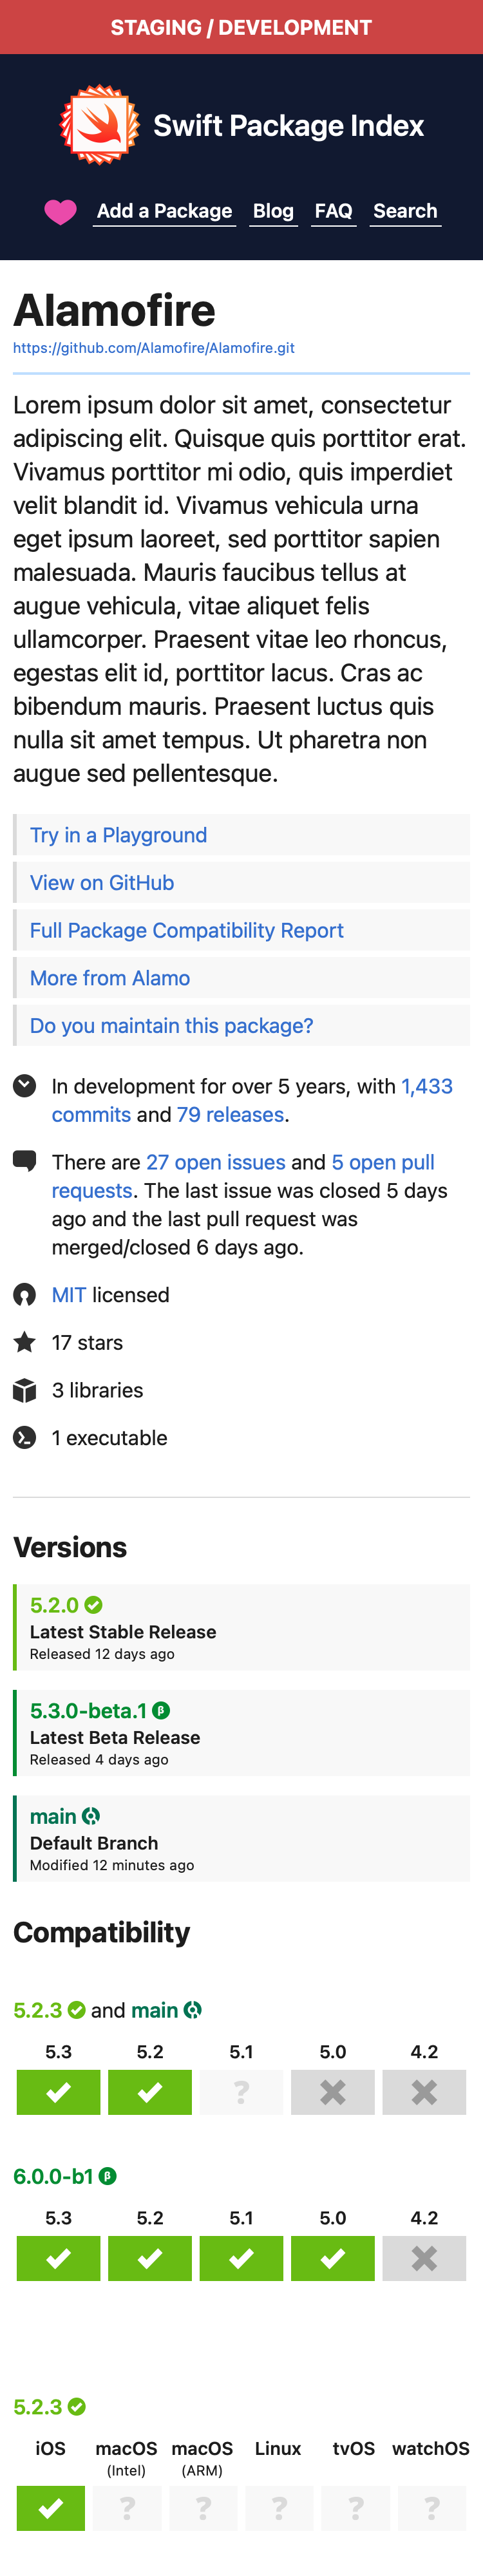 STAGING / DEVELOPMENT
Swift Package Index
Add a Package Blog FAQ Search
Alamofire
https://github.com/Alamofire/Alamofire.git
Lorem ipsum dolor sit amet, consectetur
adipiscing elit. Quisque quis porttitor erat.
Vivamus porttitor mi odio, quis imperdiet
velit blandit id. Vivamus vehicula urna
eget ipsum laoreet, sed porttitor sapien
malesuada. Mauris faucibus tellus at
augue vehicula, vitae aliquet felis
ullamcorper. Praesent vitae leo rhoncus,
egestas elit id, porttitor lacus. Cras ac
bibendum mauris. Praesent luctus quis
nulla sit amet tempus. Ut pharetra non
augue sed pellentesque.
Try in a Playground
View on GitHub
Full Package Compatibility Report
More from Alamo
Do you maintain this package?
In development for over 5 years, with 1,433
commits and 79 releases.
There are 27 open issues and 5 open pull
requests. The last issue was closed 5 days
ago and the last pull request was
merged/closed 6 days ago.
MIT licensed
17 stars
3 libraries
1 executable
Versions
5.2.0
Latest Stable Release
Released 12 days ago
5.3.0-beta.1 β
Latest Beta Release
Released 4 days ago
main
Default Branch
Modified 12 minutes ago
Compatibility
5.2.3 and main
5.3 5.2 5.1 5.0 4.2
?
6.0.0-b1 β
5.3 5.2 5.1 5.0 4.2
5.2.3
iOS macOS macOS Linux tvOS watchOS
(Intel) (ARM)
? ? ? ? ?